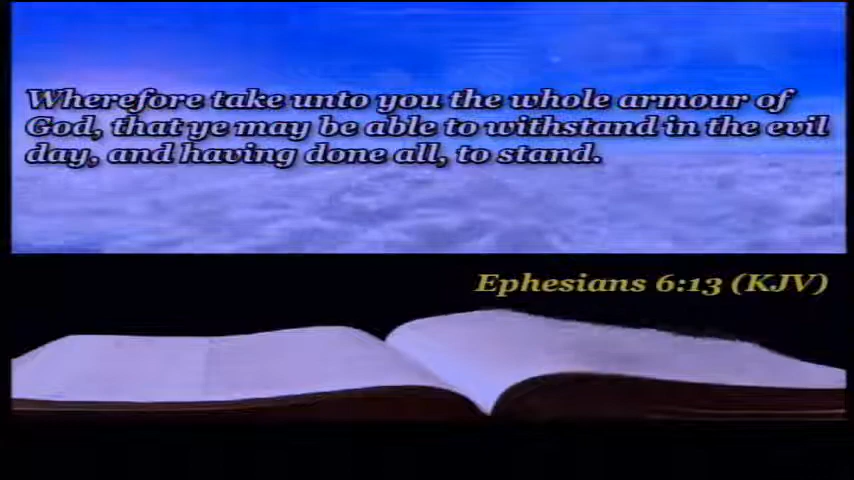 Wherefore take unto you the whole armour of
God, that ye may be able to withstand in the evil
day, and having done all, to stand.
Ephesians 6:13 (KJV)